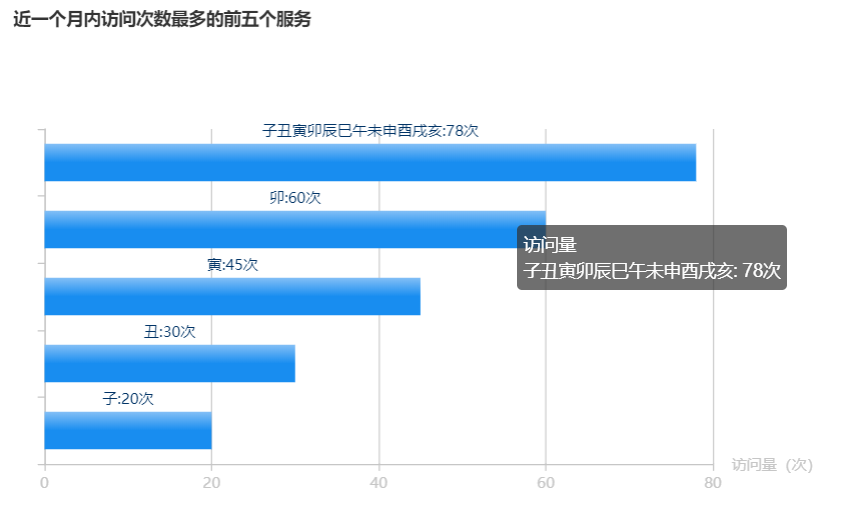 近一个月内访问次数最多的前五个服务
子丑寅卯辰巳午未申酉戌亥:78次
卯:60次
访问量
子丑寅卯辰巳午未申酉戌亥: 78次
寅:45次
丑:30次
子:20次
访问量（次）
0 20 40 60 80